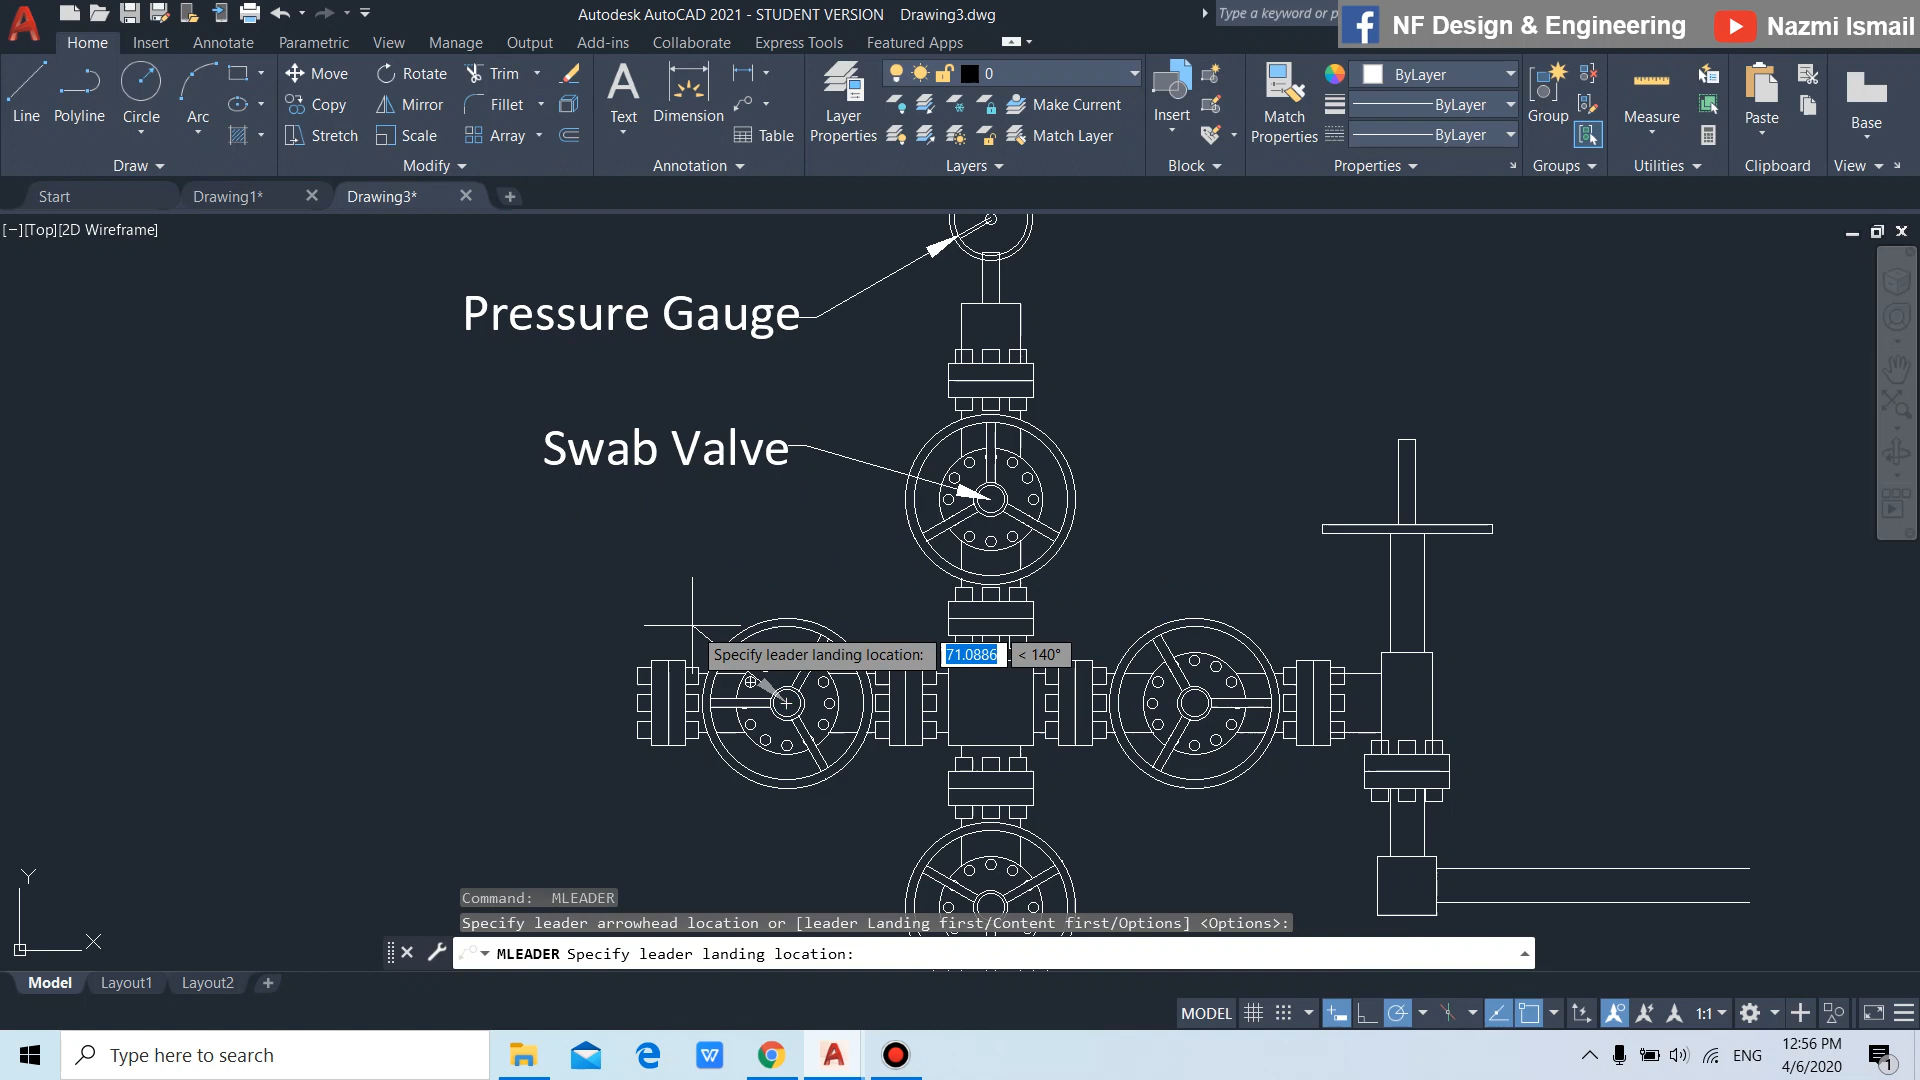 Autodesk AutoCAD 2021 - STUDENT VERSION Drawing3.dwg
Type a keyword or p
NF Design & Engineering
Nazmi Ismail
Home Insert Annotate Parametric View Manage Output Add-ins Collaborate Express Tools Featured Apps
Line Polyline Circle Arc
Move Rotate Trim
Copy Mirror Fillet
Stretch Scale Array
Text Dimension Table
Layer Properties
0
Make Current
Match Layer
Insert
Match Properties
ByLayer
ByLayer
ByLayer
Group
Measure
Paste
Base
Draw Modify Annotation Layers Block Properties Groups Utilities Clipboard View
Start Drawing1* Drawing3*
[−][Top][2D Wireframe]
Pressure Gauge
Swab Valve
Specify leader landing location: 71.0886 < 140°
Y
X
Command: MLEADER
Specify leader arrowhead location or [leader Landing first/Content first/Options] <Options>:
MLEADER Specify leader landing location:
Model Layout1 Layout2
MODEL 1:1
Type here to search
W
ENG
12:56 PM
4/6/2020
1